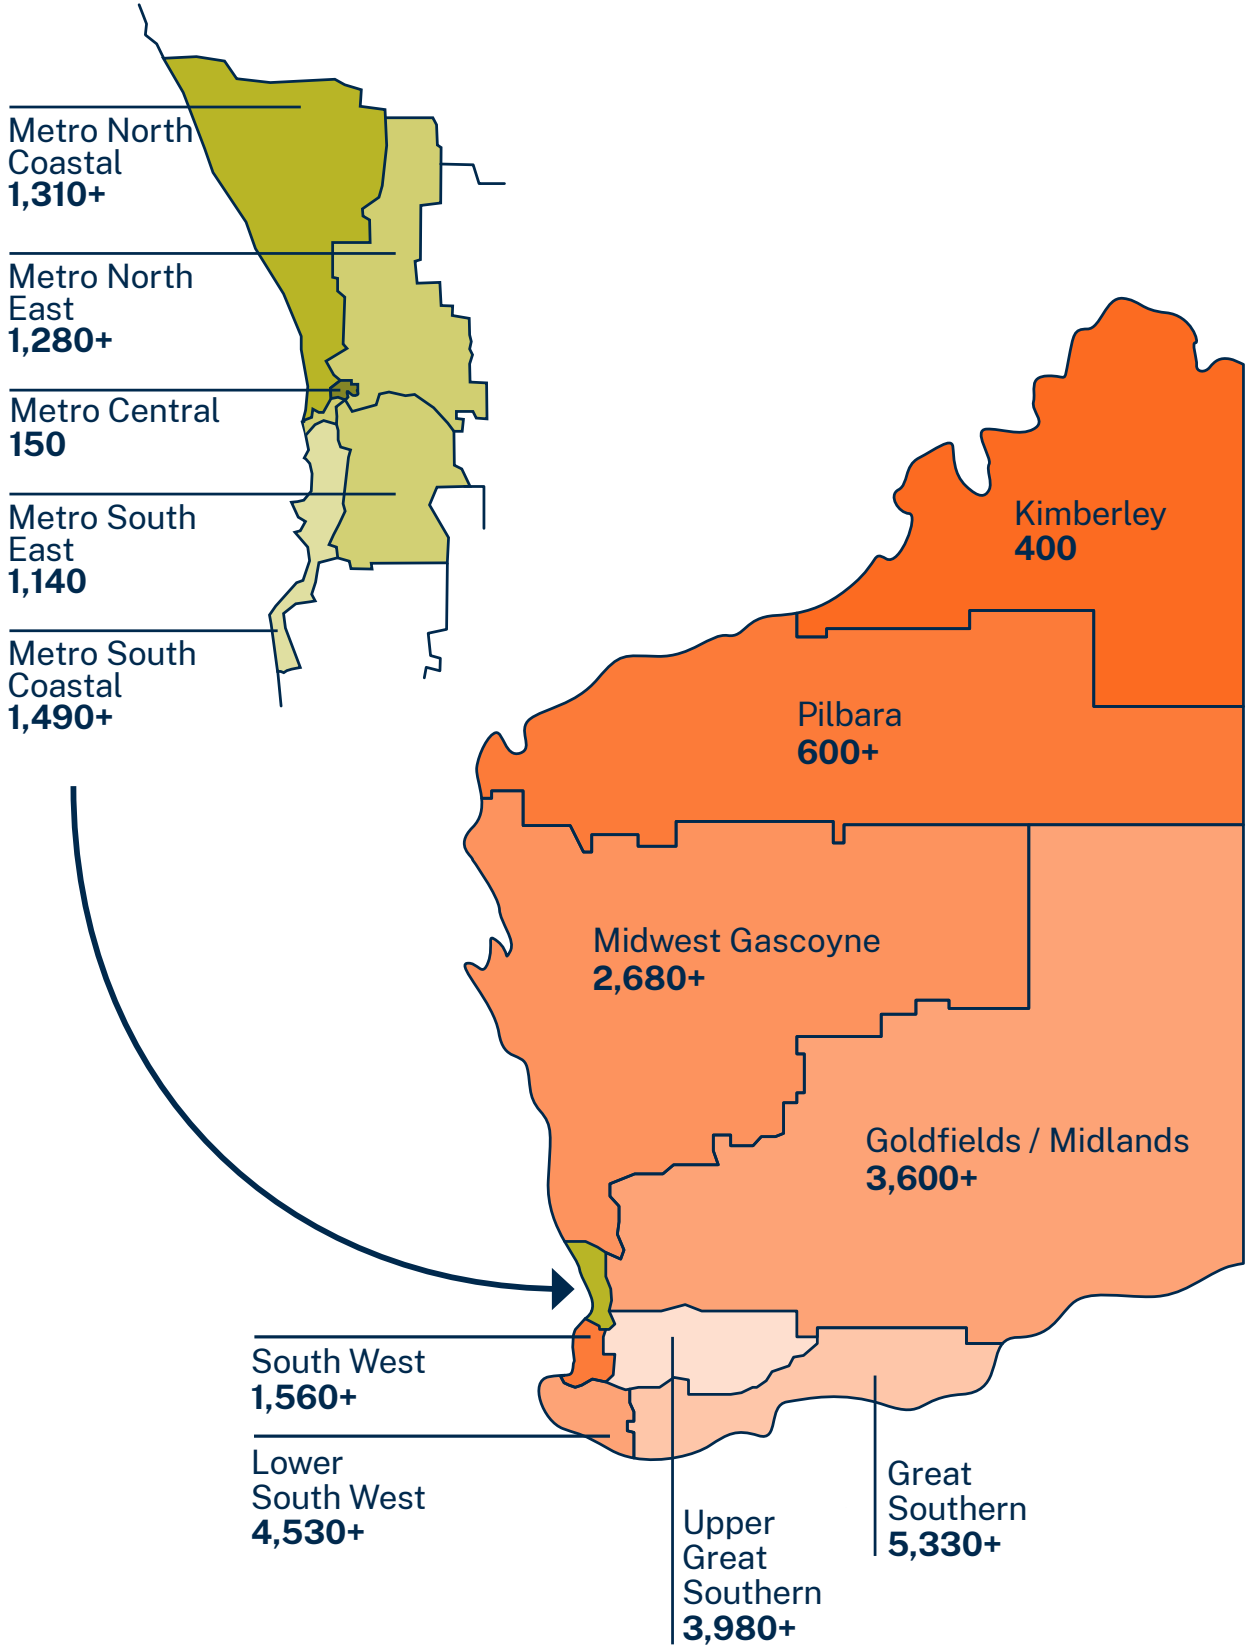 Metro North
Coastal
1,310+
Metro North
East
1,280+
Metro Central
150
Metro South
East
1,140
Metro South
Coastal
1,490+
Kimberley
400
Pilbara
600+
Midwest Gascoyne
2,680+
Goldfields / Midlands
3,600+
South West
1,560+
Lower
South West
4,530+
Upper
Great
Southern
3,980+
Great
Southern
5,330+